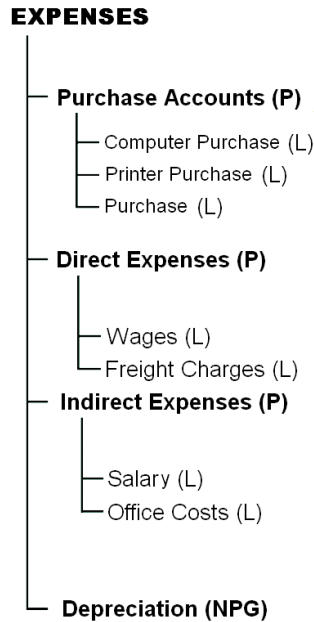 EXPENSES
Purchase Accounts (P)
Computer Purchase (L)
Printer Purchase (L)
Purchase (L)
Direct Expenses (P)
Wages (L)
Freight Charges (L)
Indirect Expenses (P)
Salary (L)
Office Costs (L)
Depreciation (NPG)